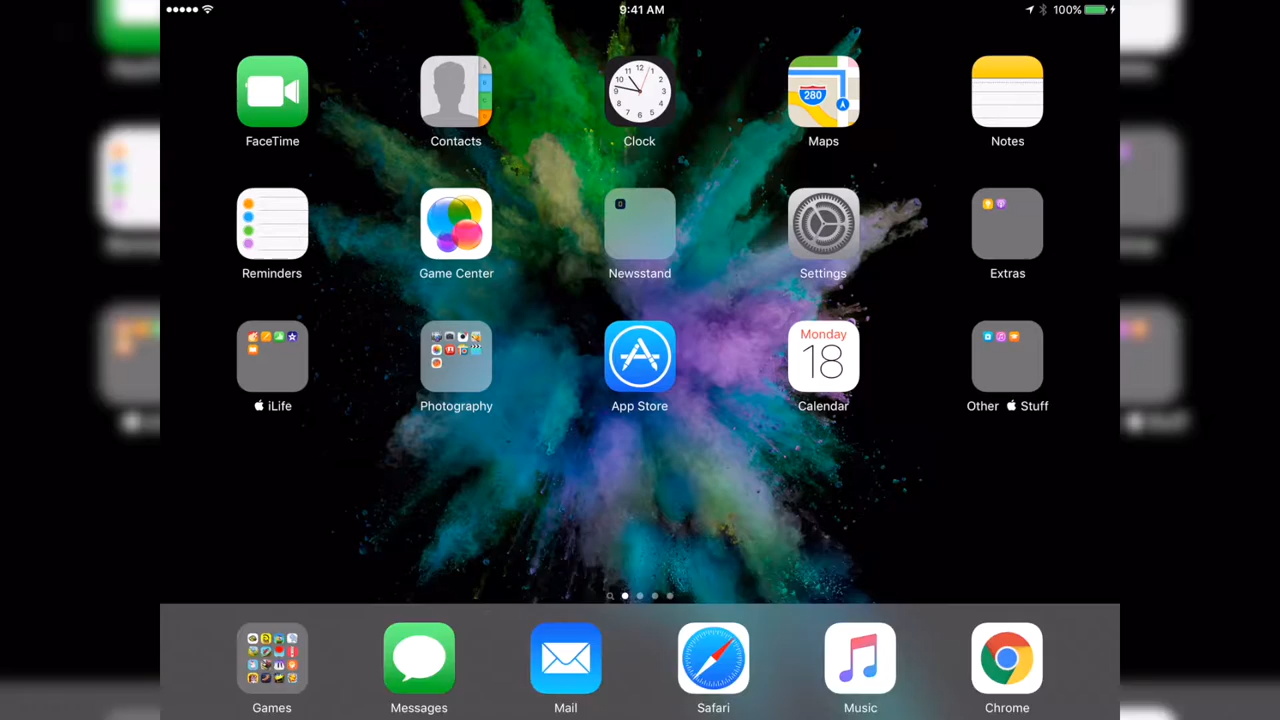 9:41 AM
100%
FaceTime
Contacts
Clock
Maps
Notes
280
Reminders
Game Center
Newsstand
Settings
Extras
Monday
18
iLife
Photography
App Store
Calendar
Other Stuff
Games
Messages
Mail
Safari
Music
Chrome